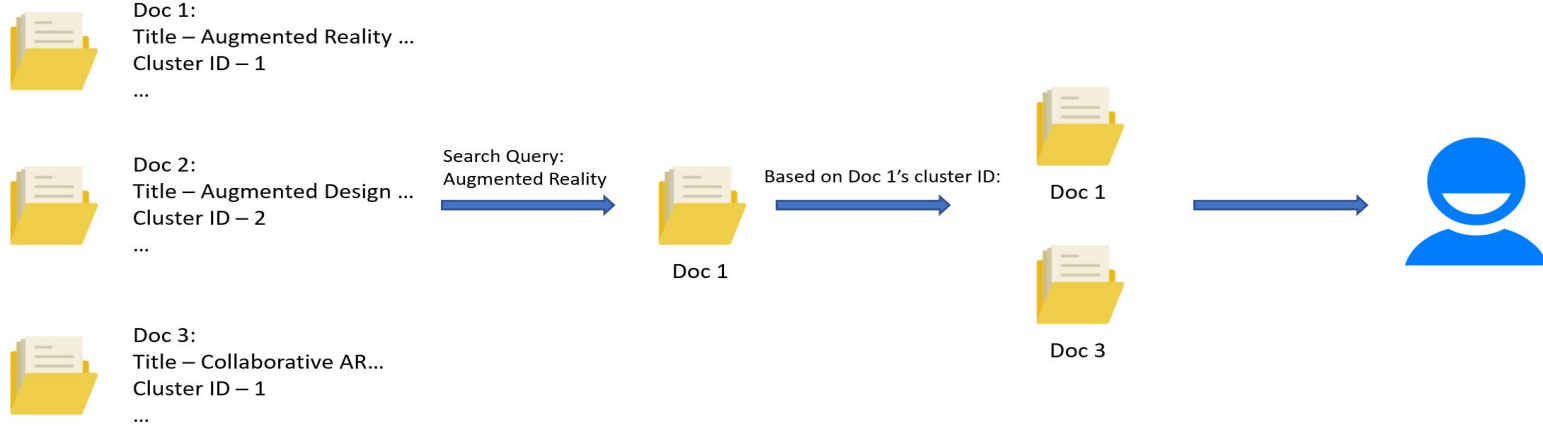 Doc 1:
Title – Augmented Reality ...
Cluster ID – 1
...
Doc 2:
Title – Augmented Design ...
Cluster ID – 2
...
Doc 3:
Title – Collaborative AR...
Cluster ID – 1
...
Search Query:
Augmented Reality
Doc 1
Based on Doc 1’s cluster ID:
Doc 1
Doc 3